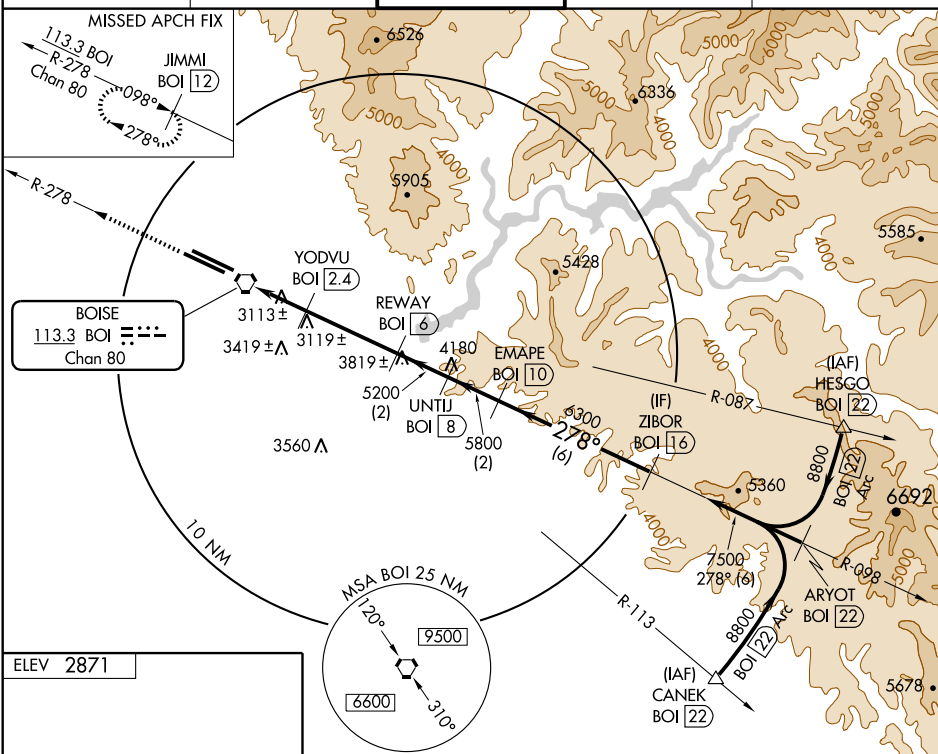 MISSED APCH FIX
113.3 BOI
R-278
Chan 80
JIMMI
BOI 12
098°
278°
6526
5000
6000
5000
6336
5000
4000
5000
5000
4000
5905
4000
5585
R-278
5428
YODVU
BOI 2.4
BOISE
113.3 BOI
Chan 80
3113 ±
3119 ±
3419 ±
REWAY
BOI 6
3819 ±
4180
5200
(2)
UNTIJ
BOI 8
EMAPE
BOI 10
5800
(2)
6300
278°
(6)
3560
4000
R-087
(IAF)
HESGO
BOI 22
(IF)
ZIBOR
BOI 16
8800
BOI 22 Arc
5360
6692
4000
7500
278° (6)
R-098
5000
ARYOT
BOI 22
10 NM
R-113
8800
BOI 22 Arc
(IAF)
CANEK
BOI 22
5678
MSA BOI 25 NM
120°
9500
6600
310°
ELEV 2871